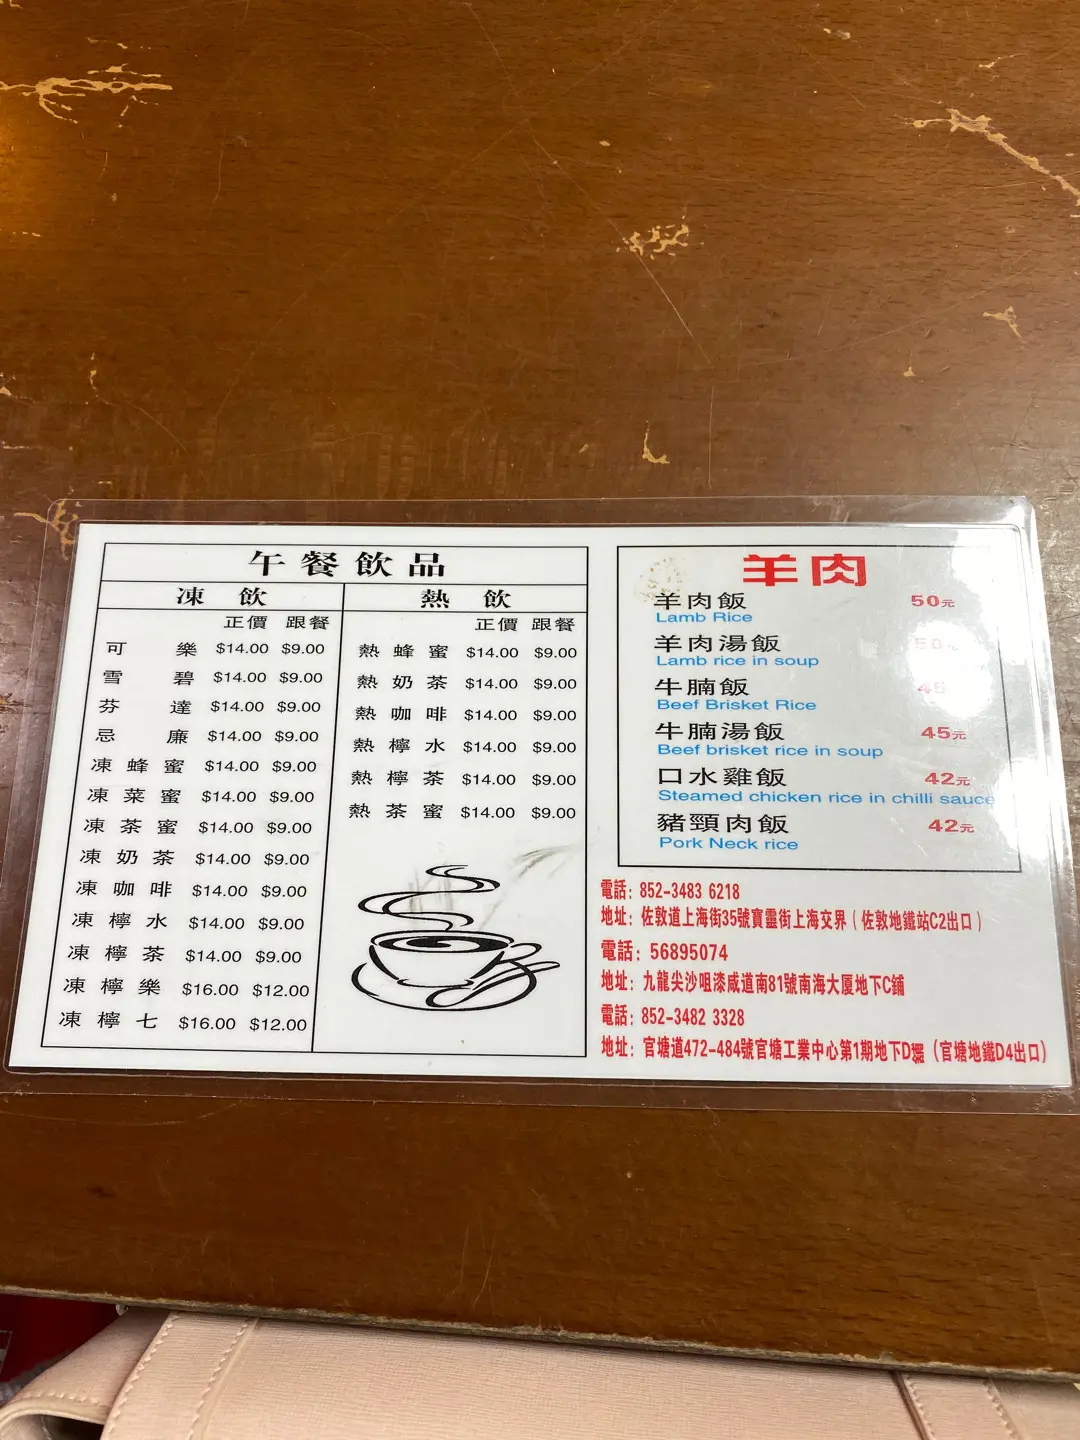 午餐飲品
凍 飲
正價 跟餐
可 樂 $14.00 $9.00
雪 碧 $14.00 $9.00
芬 達 $14.00 $9.00
忌 廉 $14.00 $9.00
凍 蜂 蜜 $14.00 $9.00
凍 菜 蜜 $14.00 $9.00
凍 茶 蜜 $14.00 $9.00
凍 奶 茶 $14.00 $9.00
凍 咖 啡 $14.00 $9.00
凍 檸 水 $14.00 $9.00
凍 檸 茶 $14.00 $9.00
凍 檸 樂 $16.00 $12.00
凍 檸 七 $16.00 $12.00
熱 飲
正價 跟餐
熱 蜂 蜜 $14.00 $9.00
熱 奶 茶 $14.00 $9.00
熱 咖 啡 $14.00 $9.00
熱 檸 水 $14.00 $9.00
熱 檸 茶 $14.00 $9.00
熱 茶 蜜 $14.00 $9.00
羊肉
羊肉飯 50元
Lamb Rice
羊肉湯飯 50元
Lamb rice in soup
牛腩飯 45
Beef Brisket Rice
牛腩湯飯 45元
Beef brisket rice in soup
口水雞飯 42元
Steamed chicken rice in chilli sauce
豬頸肉飯 42元
Pork Neck rice
電話：852-3483 6218
地址：佐敦道上海街35號寶靈街上海交界（佐敦地鐵站C2出口）
電話：56895074
地址：九龍尖沙咀漆咸道南81號南海大厦地下C鋪
電話：852-3482 3328
地址：官塘道472-484號官塘工業中心第1期地下D （官塘地鐵D4出口）